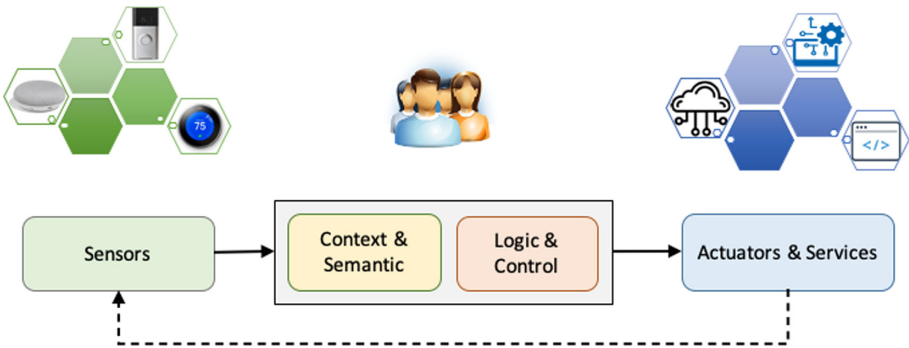 75
</>
Sensors
Context &
Semantic
Logic &
Control
Actuators & Services